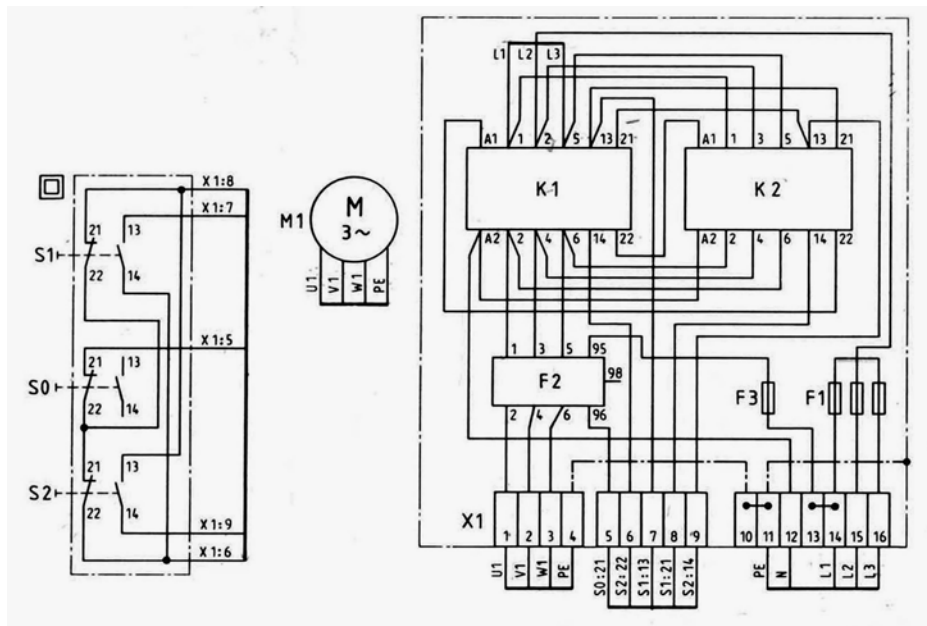 L1 L2 L3
A1 1 2 5 13 21
A1 1 3 5 13 21
K1
K2
A2 2 4 6 14 22
A2 2 4 6 14 22
X1:8
X1:7
21 13
S1
22 14
X1:5
21 13
S0
22 14
21 13
S2
22 14
X1:9
X1:6
M1
M
3~
U1 V1 W1 PE
1 3 5 95
F2
98
2 4 6 96
F3
F1
X1
1 2 3 4 5 6 7 8 9 10 11 12 13 14 15 16
U1 V1 W1 PE
S0:21 S2:22 S1:13 S1:21 S2:14
PE N L1 L2 L3